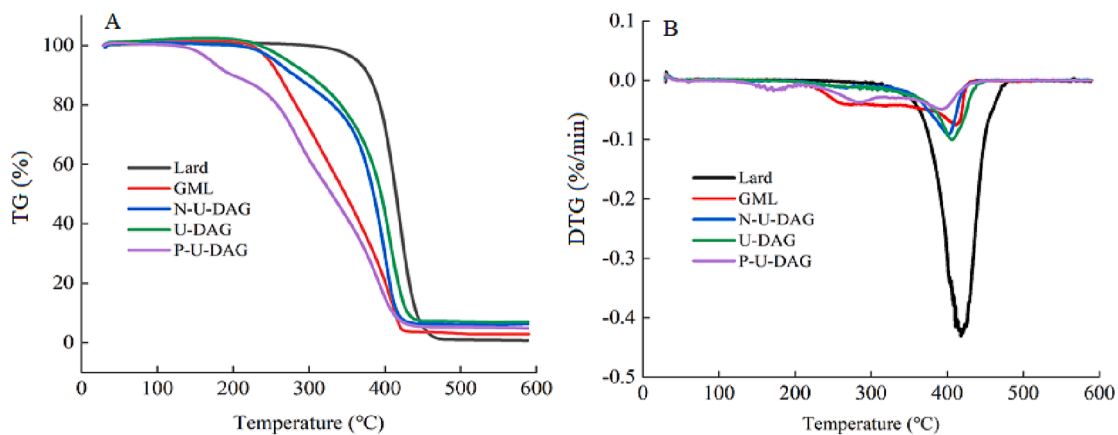 A
TG (%)
100
80
60
40
20
0
Lard
GML
N-U-DAG
U-DAG
P-U-DAG
0 100 200 300 400 500 600
Temperature (°C)
B
DTG (%/min)
0.1
0.0
-0.1
-0.2
-0.3
-0.4
-0.5
Lard
GML
N-U-DAG
U-DAG
P-U-DAG
0 100 200 300 400 500 600
Temperature (°C)